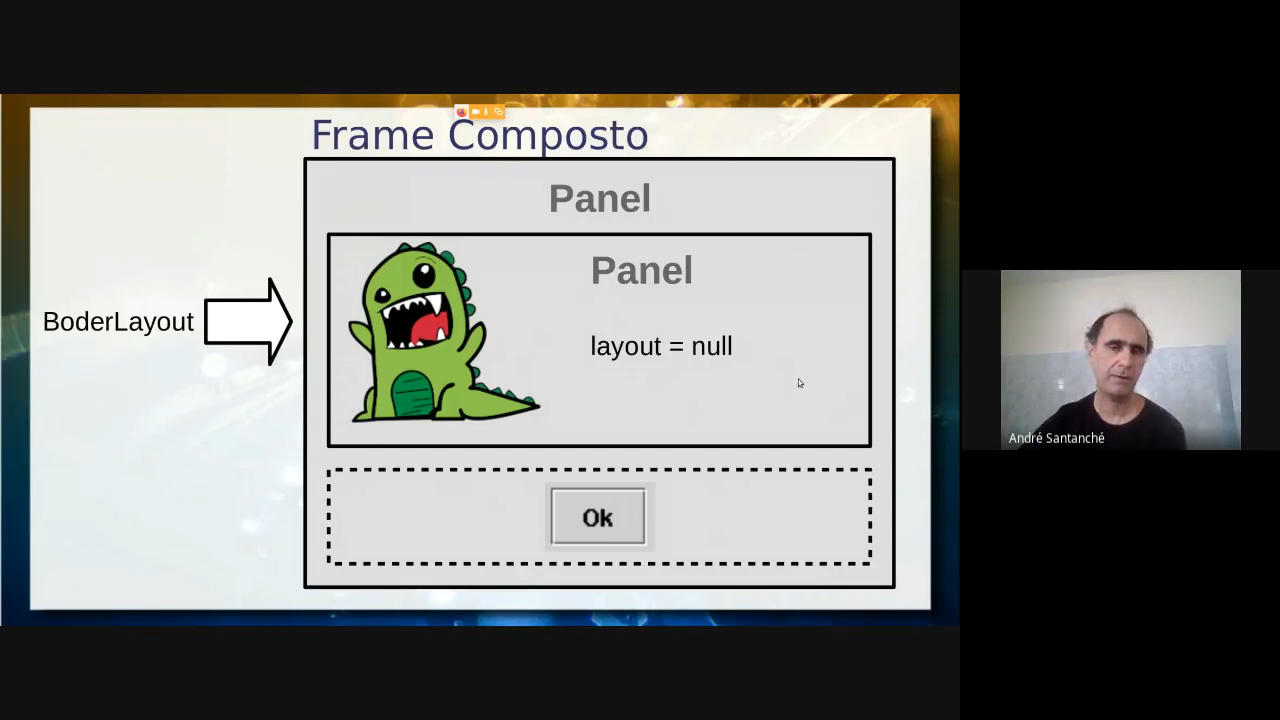 Frame Composto
Panel
Panel
BoderLayout
layout = null
Ok
André Santanché